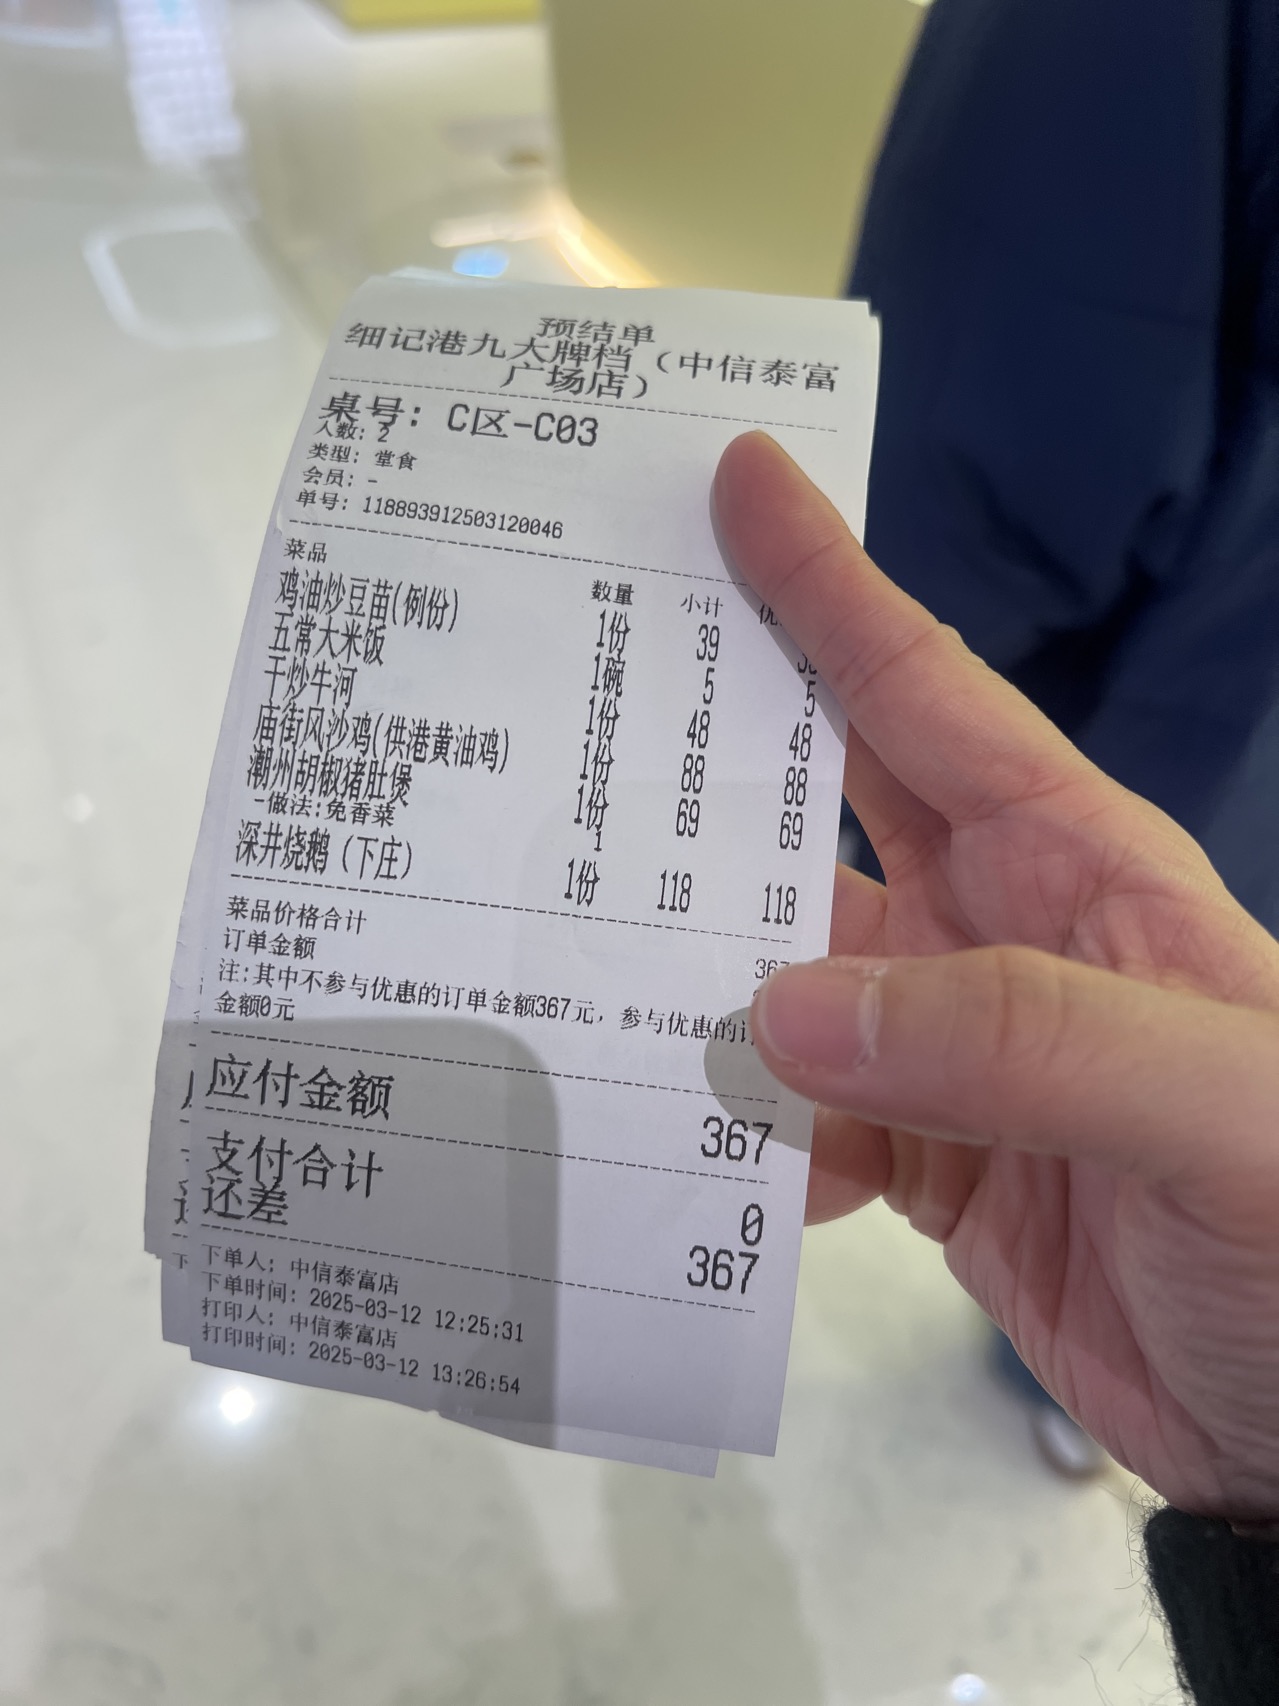 预结单
细记港九大牌档（中信泰富
广场店）
桌号: C区-C03
人数: 2
类型: 堂食
会员: -
单号: 118893912503120046
菜品 数量 小计
鸡油炒豆苗(例份) 1份 39
五常大米饭 1碗 5 5
干炒牛河 1份 48 48
庙街风沙鸡(供港黄油鸡) 1份 88 88
潮州胡椒猪肚煲 1份 69 69
-做法:免香菜 1
深井烧鹅（下庄） 1份 118 118
菜品价格合计 367
订单金额
注:其中不参与优惠的订单金额367元, 参与优惠的订
金额0元
应付金额 367
支付合计 0
还差 367
下单人: 中信泰富店
下单时间: 2025-03-12 12:25:31
打印人: 中信泰富店
打印时间: 2025-03-12 13:26:54